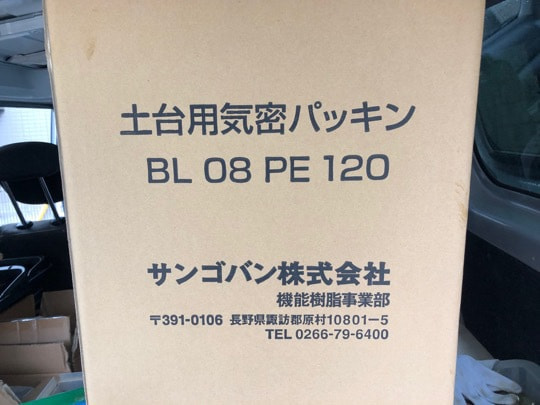 土台用気密パッキン
BL 08 PE 120
サンゴバン株式会社
機能樹脂事業部
〒391-0106 長野県諏訪郡原村10801ー5
TEL 0266-79-6400